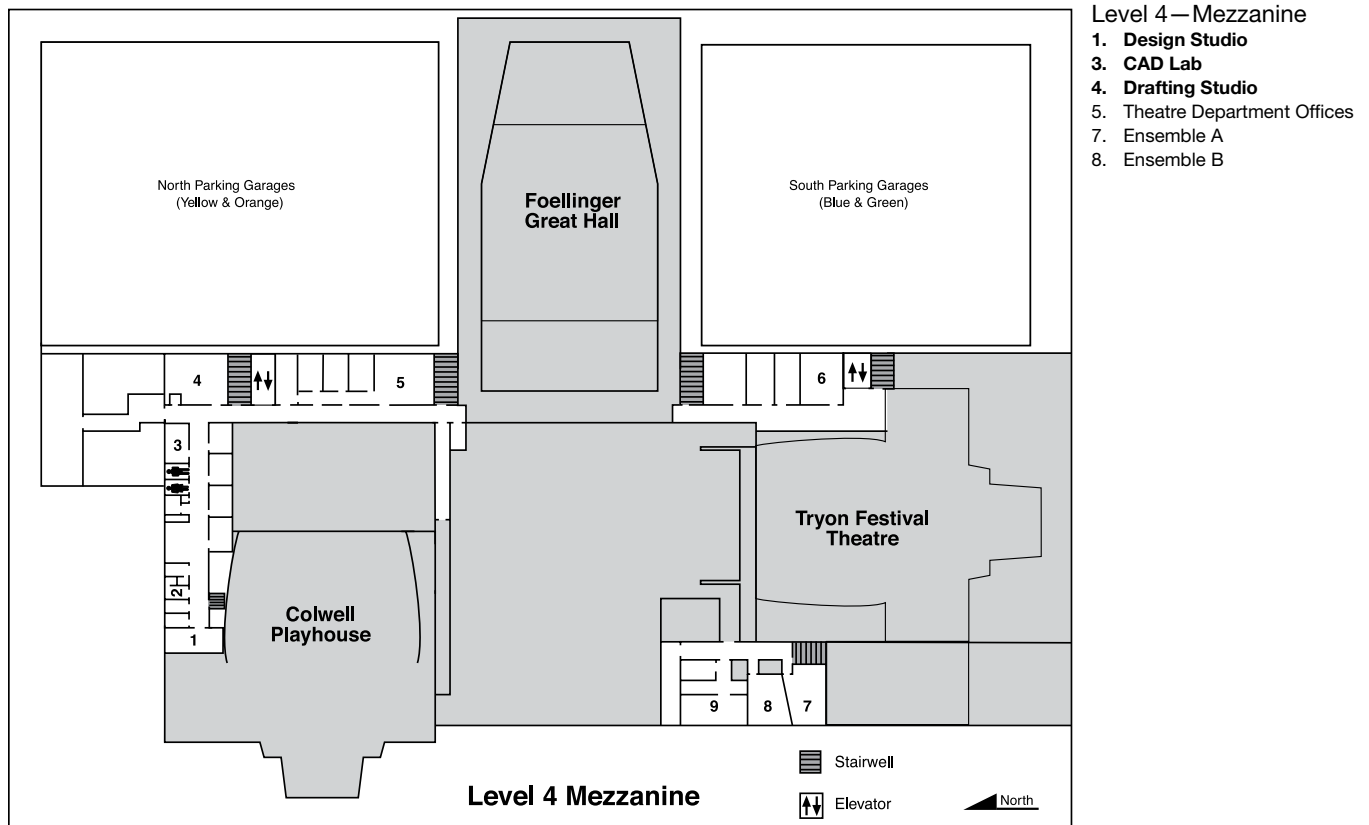 Level 4—Mezzanine
1. Design Studio
3. CAD Lab
4. Drafting Studio
5. Theatre Department Offices
7. Ensemble A
8. Ensemble B
North Parking Garages
(Yellow & Orange)
Foellinger
Great Hall
South Parking Garages
(Blue & Green)
4
5
6
3
2
1
Colwell
Playhouse
Tryon Festival
Theatre
9
8
7
Level 4 Mezzanine
Stairwell
Elevator
North